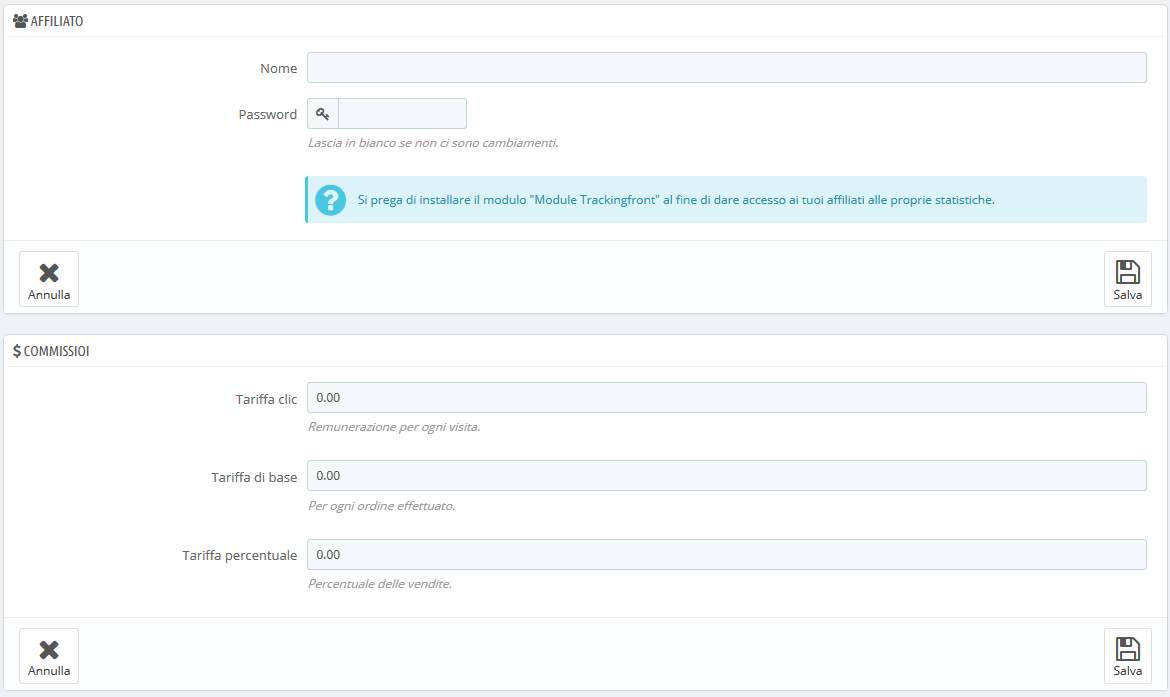 AFFILIATO
Nome
Password
Lascia in bianco se non ci sono cambiamenti.
Si prega di installare il modulo "Module Trackingfront" al fine di dare accesso ai tuoi affiliati alle proprie statistiche.
Annulla
Salva
$ COMMISSIOI
Tariffa clic
0.00
Remunerazione per ogni visita.
Tariffa di base
0.00
Per ogni ordine effettuato.
Tariffa percentuale
0.00
Percentuale delle vendite.
Annulla
Salva